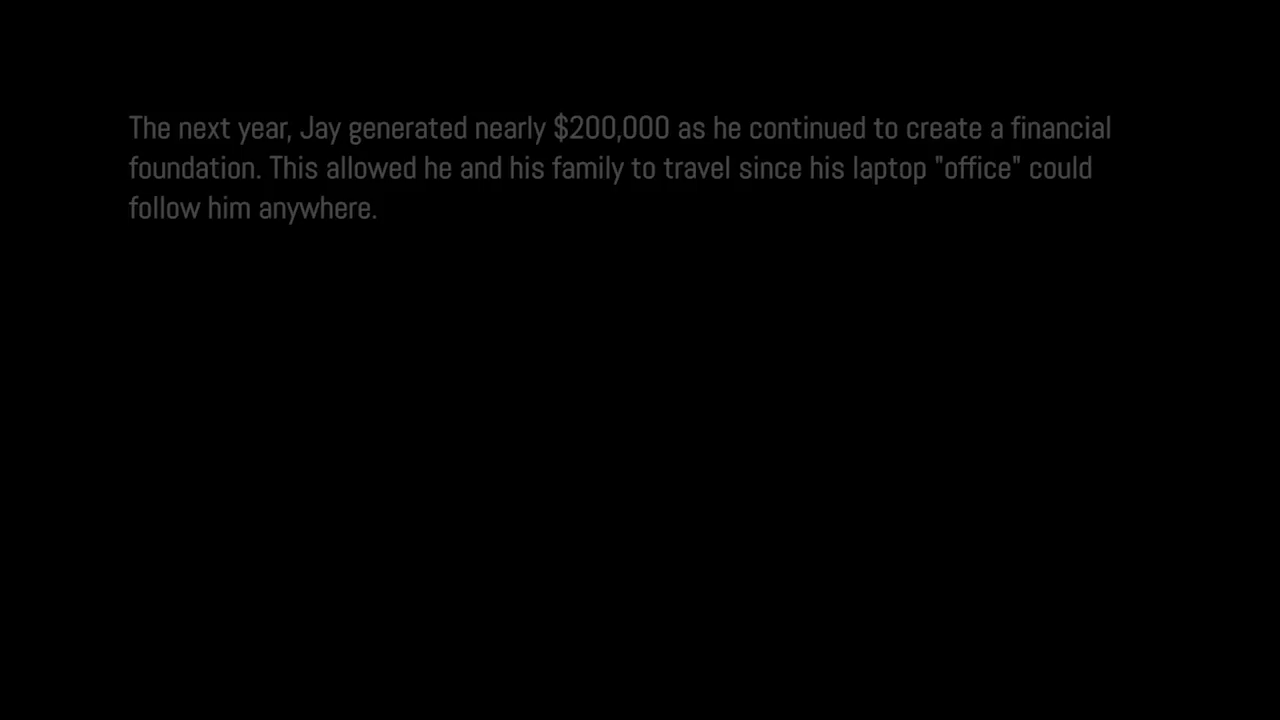 The next year, Jay generated nearly $200,000 as he continued to create a financial
foundation. This allowed he and his family to travel since his laptop "office" could
follow him anywhere.